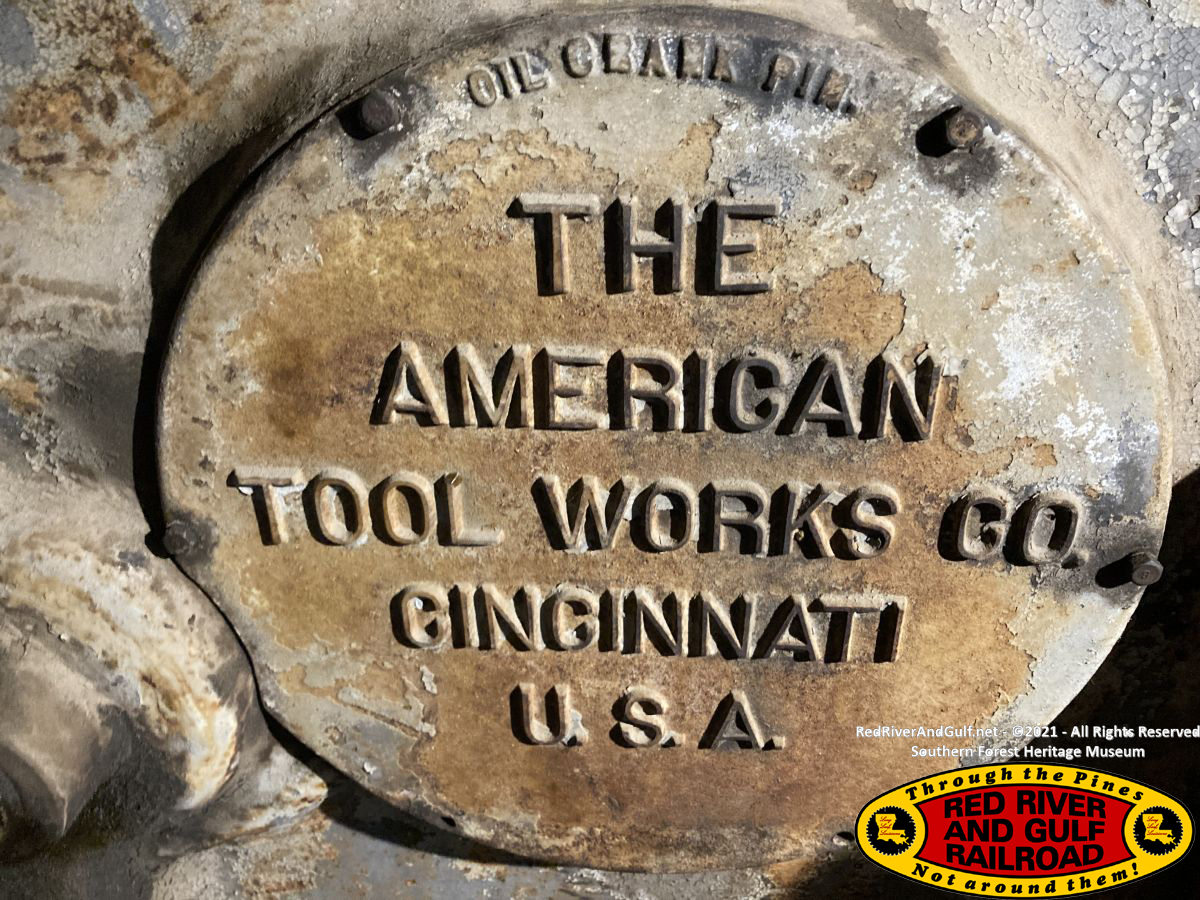 OIL CRANK PIN
THE
AMERICAN
TOOL WORKS CO.
CINCINNATI
U.S.A.
RedRiverAndGulf.net - ©2021 - All Rights Reserved
Southern Forest Heritage Museum
Through the Pines
RED RIVER
AND GULF
RAILROAD
Not around them!